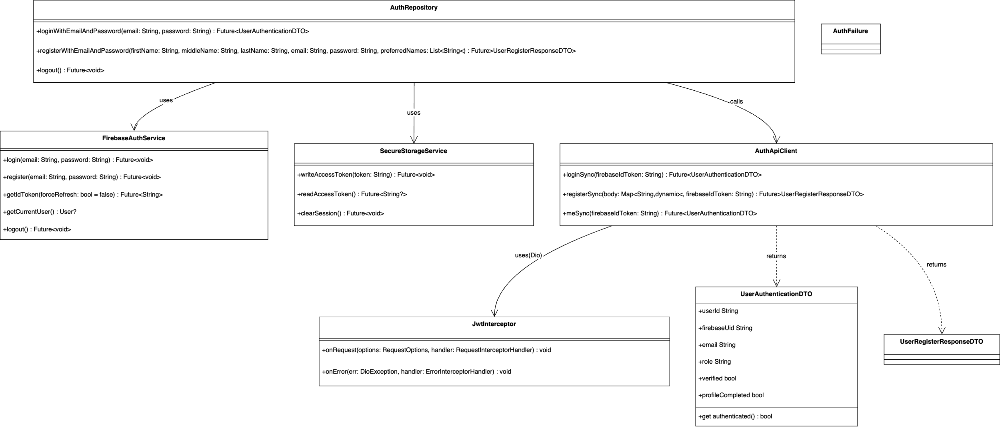 AuthRepository
+loginWithEmailAndPassword(email: String, password: String) : Future<UserAuthenticationDTO>
+registerWithEmailAndPassword(firstName: String, middleName: String, lastName: String, email: String, password: String, preferredNames: List<String<) : Future>UserRegisterResponseDTO>
+logout() : Future<void>
AuthFailure
uses
uses
calls
FirebaseAuthService
+login(email: String, password: String) : Future<void>
+register(email: String, password: String) : Future<void>
+getIdToken(forceRefresh: bool = false) : Future<String>
+getCurrentUser() : User?
+logout() : Future<void>
SecureStorageService
+writeAccessToken(token: String) : Future<void>
+readAccessToken() : Future<String?>
+clearSession() : Future<void>
AuthApiClient
+loginSync(firebaseIdToken: String) : Future<UserAuthenticationDTO>
+registerSync(body: Map<String,dynamic<, firebaseIdToken: String) : Future>UserRegisterResponseDTO>
+meSync(firebaseIdToken: String) : Future<UserAuthenticationDTO>
uses(Dio)
returns
returns
JwtInterceptor
+onRequest(options: RequestOptions, handler: RequestInterceptorHandler) : void
+onError(err: DioException, handler: ErrorInterceptorHandler) : void
UserAuthenticationDTO
+userId String
+firebaseUid String
+email String
+role String
+verified bool
+profileCompleted bool
+get authenticated() : bool
UserRegisterResponseDTO